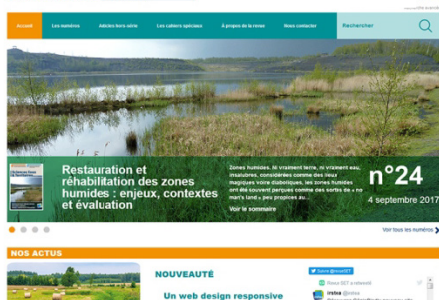 Accueil
Les numéros
Articles hors-série
Les cahiers spéciaux
À propos de la revue
Nous contacter
Rechercher
Restauration et
réhabilitation des zones
humides : enjeux, contextes
et évaluation
Zones humides. Ni vraiment terre, ni vraiment eau,
insalubres, considérées comme des lieux
magiques voire diaboliques, les zones humides
ont été souvent perçues comme des sortes de « no
man's land » peu propices au...
Voir le sommaire
n°24
4 septembre 2017
Voir tous les numéros
NOS ACTUS
NOUVEAUTÉ
Un web design responsive
irstea @irstea